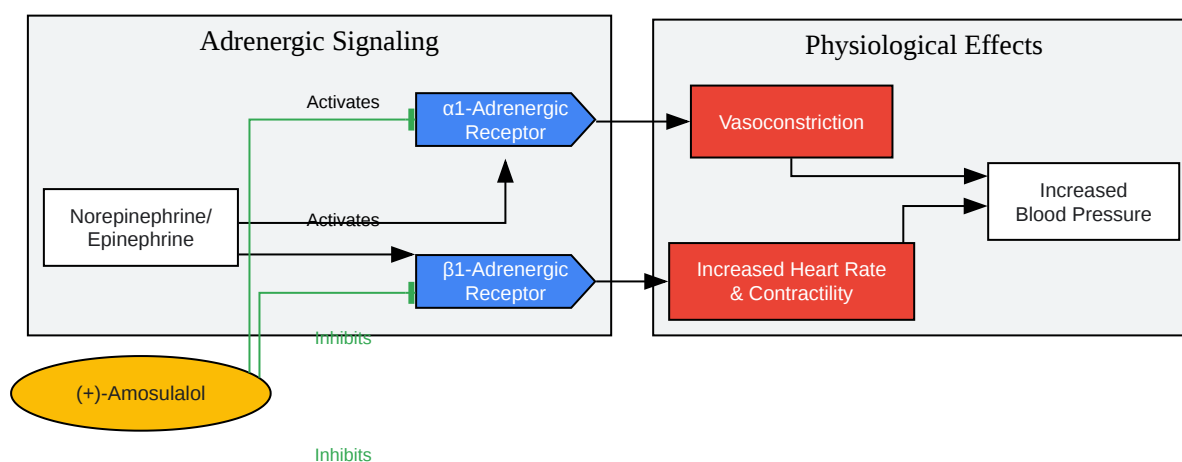 Adrenergic Signaling
Physiological Effects
Activates
α1-Adrenergic
Receptor
Vasoconstriction
Norepinephrine/
Epinephrine
Activates
Increased
Blood Pressure
β1-Adrenergic
Receptor
Increased Heart Rate
& Contractility
Inhibits
(+)-Amosulalol
Inhibits